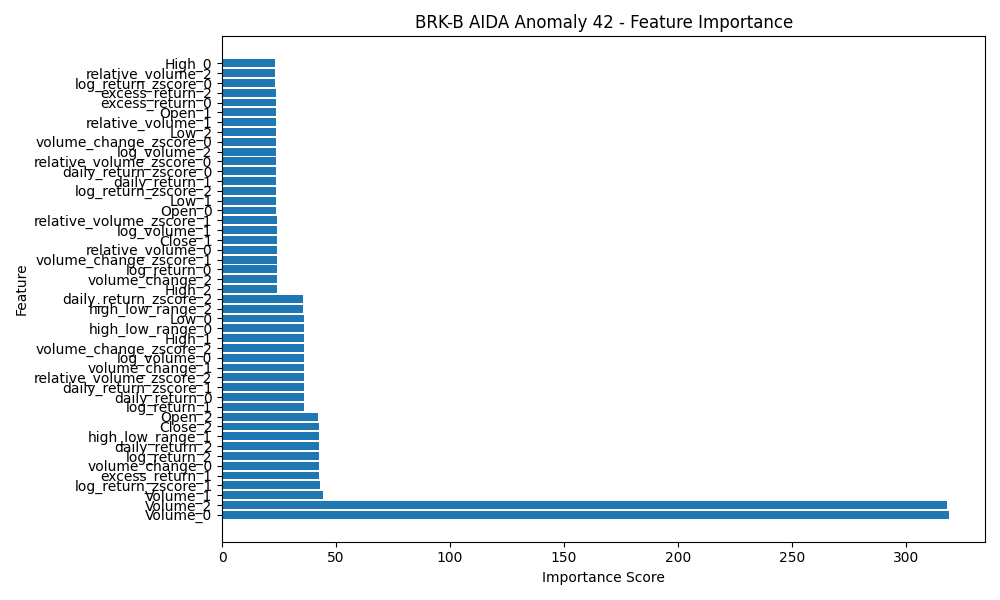 BRK-B AIDA Anomaly 42 - Feature Importance
High_0
relative_volume_2
log_return_zscore_0
excess_return_2
excess_return_0
Open_1
relative_volume_1
Low_2
volume_change_zscore_0
log_volume_2
relative_volume_zscore_0
daily_return_zscore_0
daily_return_1
log_return_zscore_2
Low_1
Open_0
relative_volume_zscore_1
log_volume_1
Close_1
relative_volume_0
volume_change_zscore_1
log_return_0
volume_change_2
High_2
daily_return_zscore_2
high_low_range_2
Low_0
high_low_range_0
High_1
volume_change_zscore_2
log_volume_0
volume_change_1
relative_volume_zscore_2
daily_return_zscore_1
daily_return_0
log_return_1
Open_2
Close_2
high_low_range_1
daily_return_2
log_return_2
volume_change_0
excess_return_1
log_return_zscore_1
Volume_1
Volume_2
Volume_0
Feature
0 50 100 150 200 250 300
Importance Score